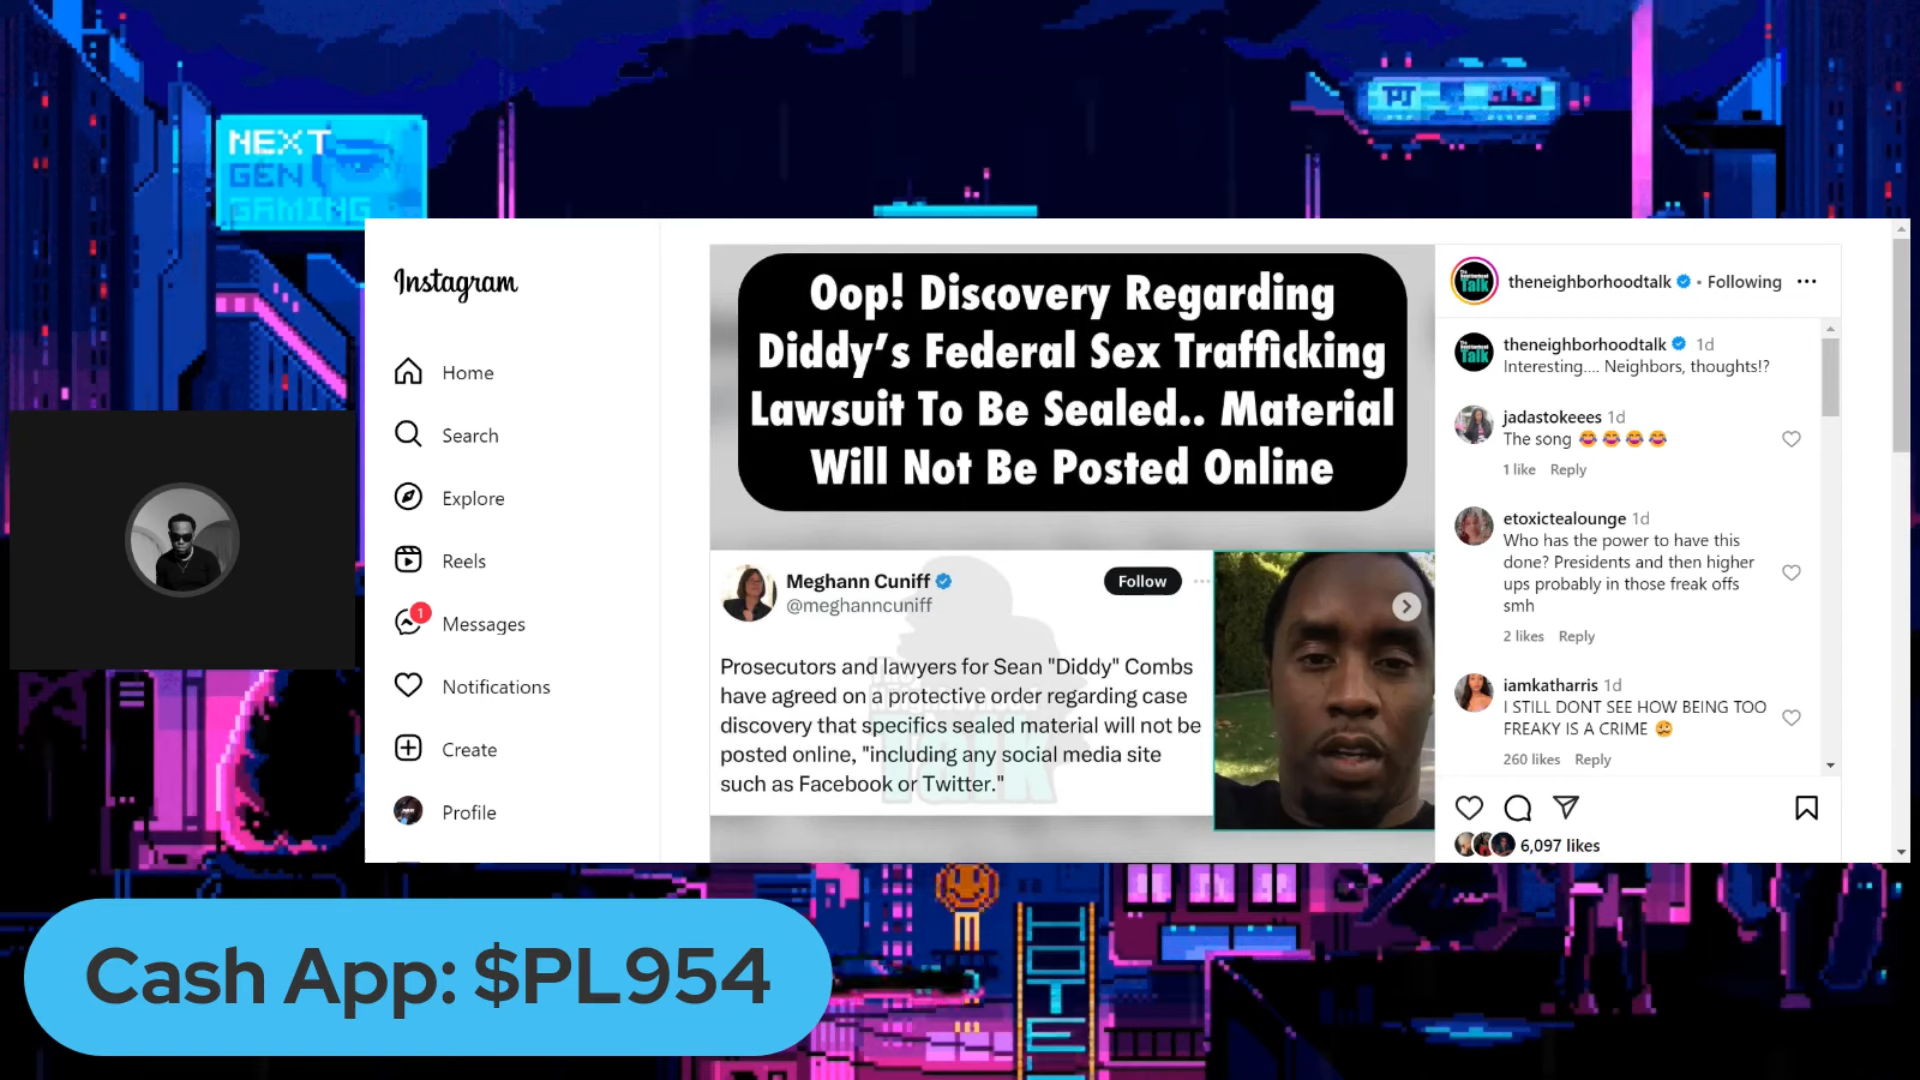 NEXT
GEN
GAMING
Instagram
Home
Search
Explore
Reels
1
Messages
Notifications
Create
Profile
Oop! Discovery Regarding
Diddy's Federal Sex Trafficking
Lawsuit To Be Sealed.. Material
Will Not Be Posted Online
Meghann Cuniff
@meghanncuniff
Follow
Prosecutors and lawyers for Sean "Diddy" Combs
have agreed on a protective order regarding case
discovery that specifics sealed material will not be
posted online, "including any social media site
such as Facebook or Twitter."
theneighborhoodtalk • Following
theneighborhoodtalk 1d
Interesting.... Neighbors, thoughts!?
jadastokeees 1d
The song 😂😂😂😂
1 like Reply
etoxictealounge 1d
Who has the power to have this
done? Presidents and then higher
ups probably in those freak offs
smh
2 likes Reply
iamkatharris 1d
I STILL DONT SEE HOW BEING TOO
FREAKY IS A CRIME 🥴
260 likes Reply
6,097 likes
Cash App: $PL954
HOTE